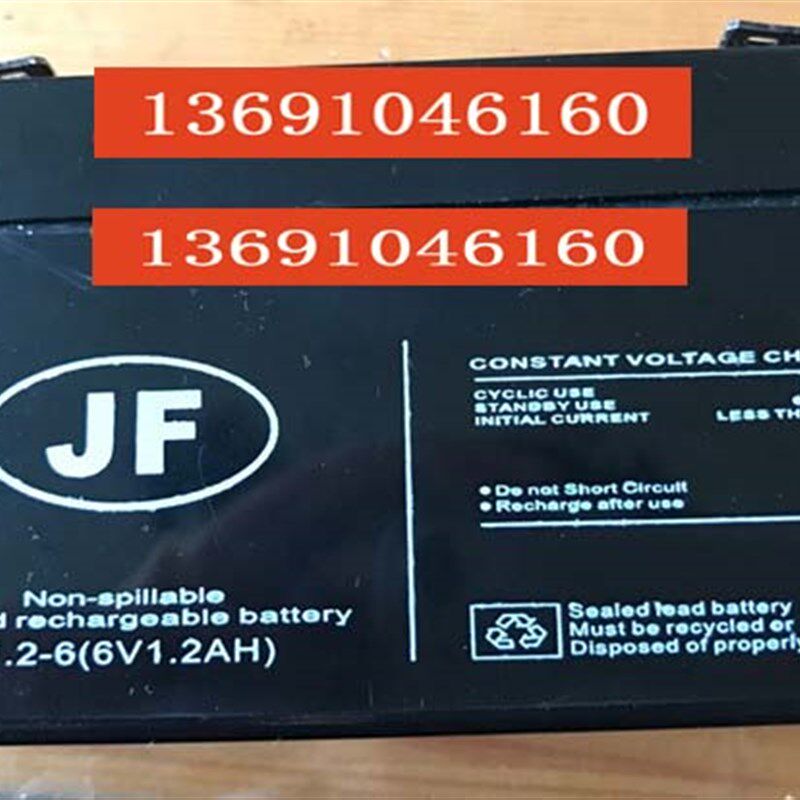 13691046160
13691046160
JF
Non-spillable
rechargeable battery
.2-6(6V1.2AH)
CONSTANT VOLTAGE CH
CYCLIC USE
STANDBY USE
INITIAL CURRENT LESS TH
• Do not Short Circuit
• Recharge after use
Sealed lead battery
Must be recycled or
Disposed of properly